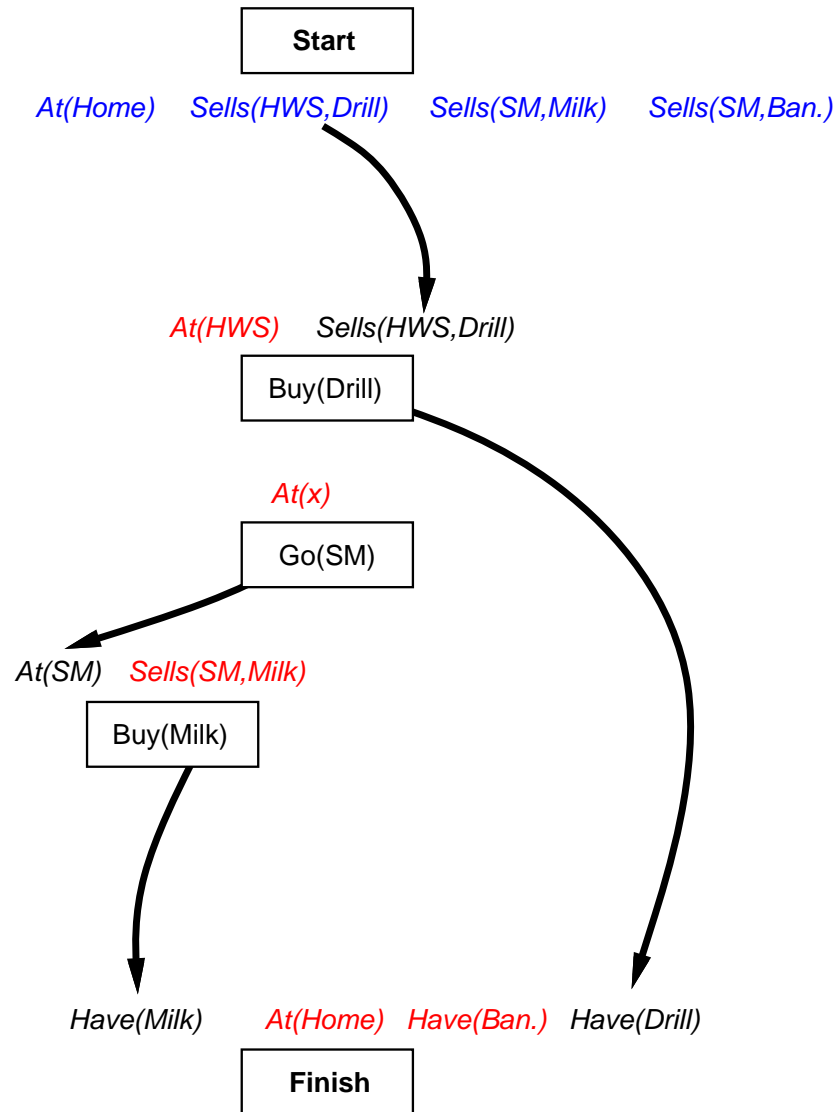 Start
At(Home) Sells(HWS,Drill) Sells(SM,Milk) Sells(SM,Ban.)
At(HWS) Sells(HWS,Drill)
Buy(Drill)
At(x)
Go(SM)
At(SM) Sells(SM,Milk)
Buy(Milk)
Have(Milk) At(Home) Have(Ban.) Have(Drill)
Finish